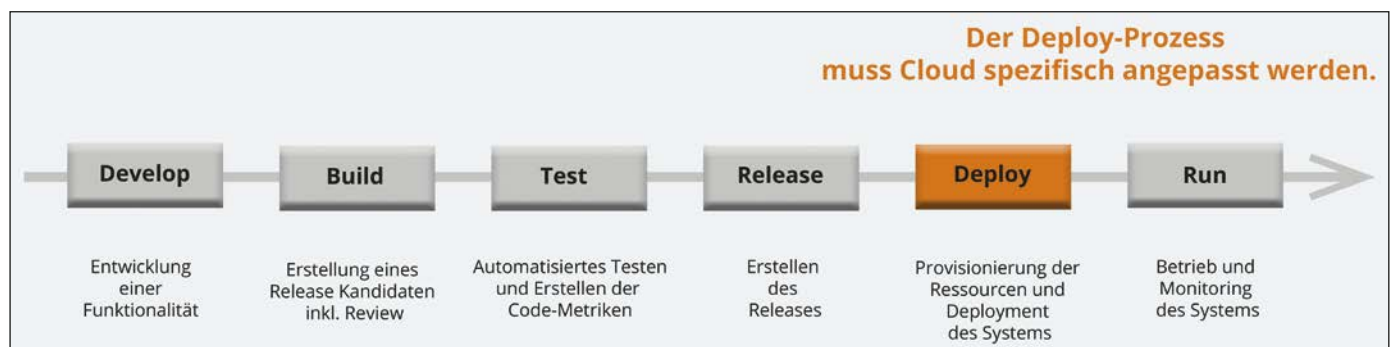 Der Deploy-Prozess
muss Cloud spezifisch angepasst werden.
Develop
Build
Test
Release
Deploy
Run
Entwicklung
einer
Funktionalität
Erstellung eines
Release Kandidaten
inkl. Review
Automatisiertes Testen
und Erstellen der
Code-Metriken
Erstellen
des
Releases
Provisionierung der
Ressourcen und
Deployment
des Systems
Betrieb und
Monitoring
des Systems